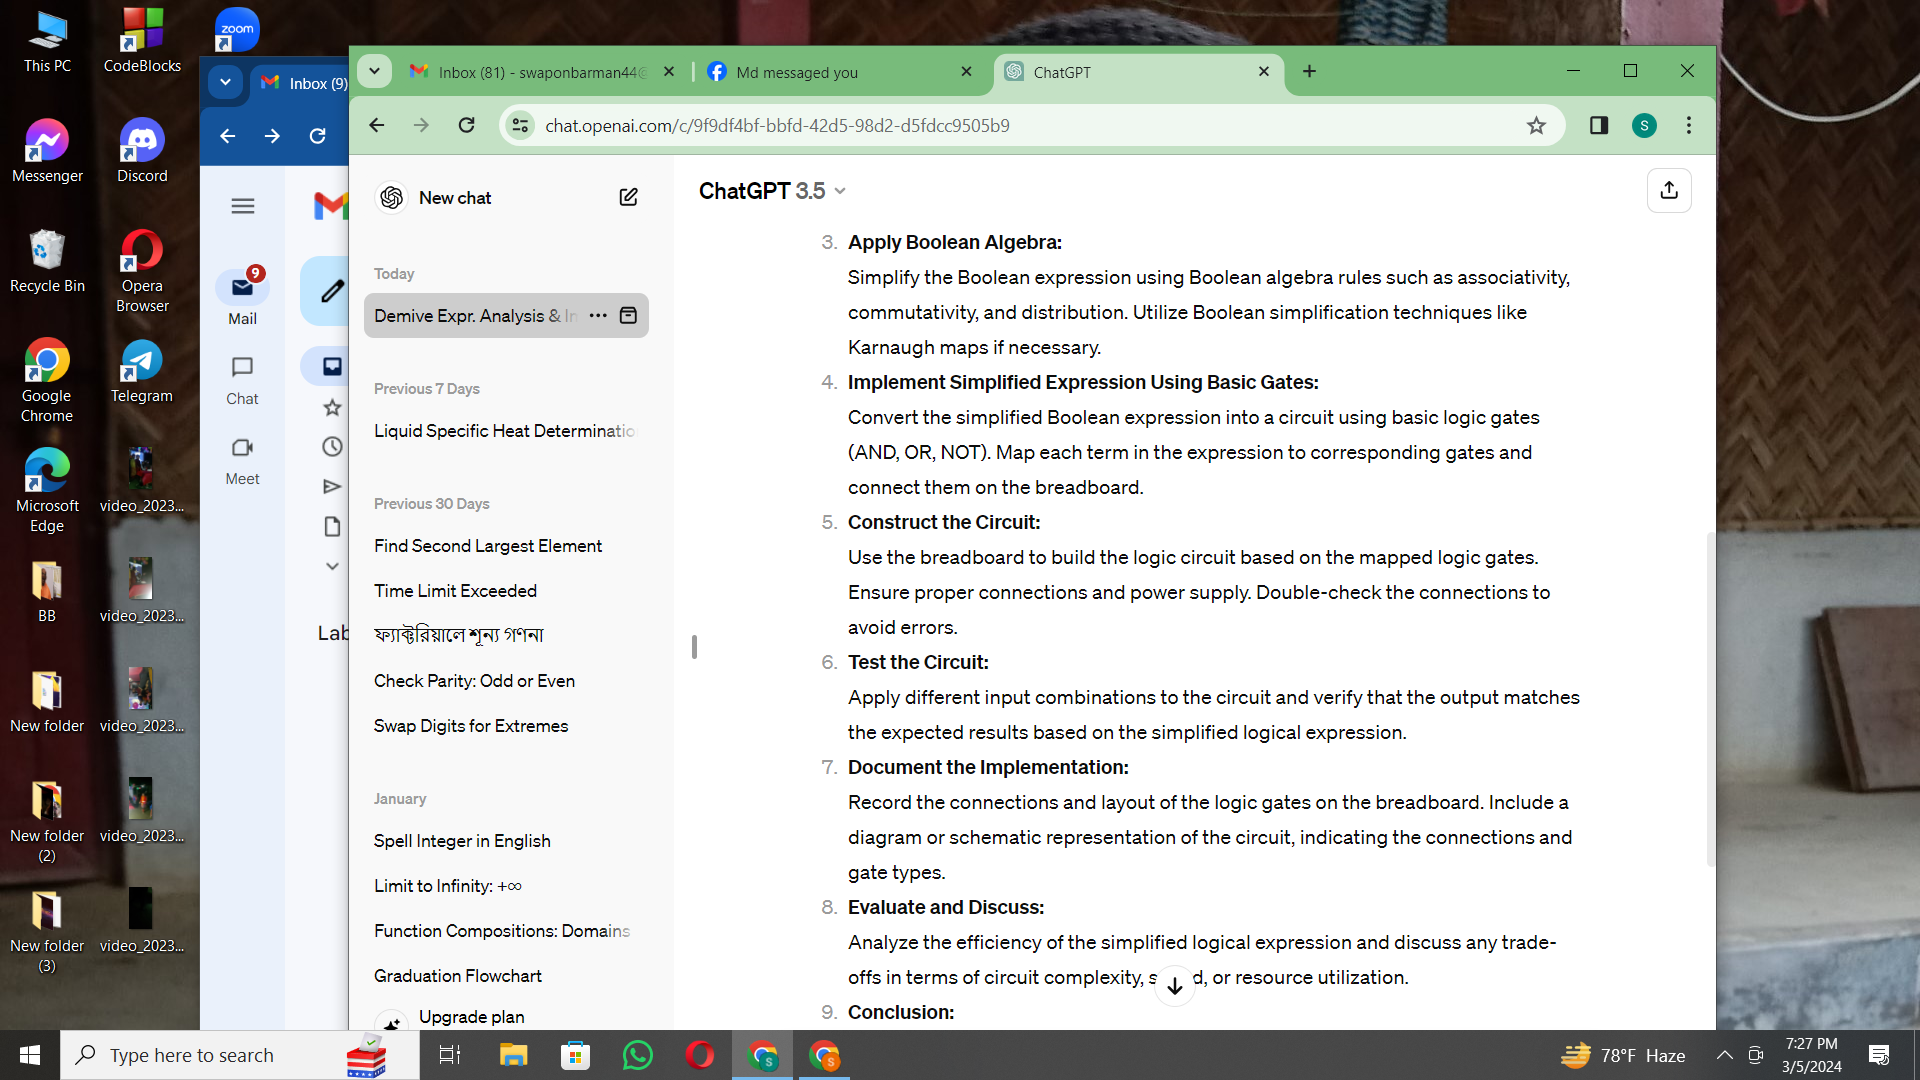 This PC
CodeBlocks
zoom
Messenger
Discord
Recycle Bin
Opera
Browser
Google
Chrome
Telegram
Microsoft
Edge
video_2023...
BB
video_2023...
New folder
video_2023...
New folder
(2)
video_2023...
New folder
(3)
video_2023...
Inbox (9)
9
Mail
Chat
Meet
Lab
Inbox (81) - swaponbarman44@
Md messaged you
ChatGPT
chat.openai.com/c/9f9df4bf-bbfd-42d5-98d2-d5fdcc9505b9
S
New chat
Today
Demive Expr. Analysis & In
Previous 7 Days
Liquid Specific Heat Determinatio
Previous 30 Days
Find Second Largest Element
Time Limit Exceeded
ফ্যাক্টরিয়ালে শূন্য গণনা
Check Parity: Odd or Even
Swap Digits for Extremes
January
Spell Integer in English
Limit to Infinity: +∞
Function Compositions: Domains
Graduation Flowchart
Upgrade plan
ChatGPT 3.5
3. Apply Boolean Algebra:
Simplify the Boolean expression using Boolean algebra rules such as associativity,
commutativity, and distribution. Utilize Boolean simplification techniques like
Karnaugh maps if necessary.
4. Implement Simplified Expression Using Basic Gates:
Convert the simplified Boolean expression into a circuit using basic logic gates
(AND, OR, NOT). Map each term in the expression to corresponding gates and
connect them on the breadboard.
5. Construct the Circuit:
Use the breadboard to build the logic circuit based on the mapped logic gates.
Ensure proper connections and power supply. Double-check the connections to
avoid errors.
6. Test the Circuit:
Apply different input combinations to the circuit and verify that the output matches
the expected results based on the simplified logical expression.
7. Document the Implementation:
Record the connections and layout of the logic gates on the breadboard. Include a
diagram or schematic representation of the circuit, indicating the connections and
gate types.
8. Evaluate and Discuss:
Analyze the efficiency of the simplified logical expression and discuss any trade-
offs in terms of circuit complexity, s d, or resource utilization.
9. Conclusion:
Type here to search
S
S
78°F Haze
7:27 PM
3/5/2024